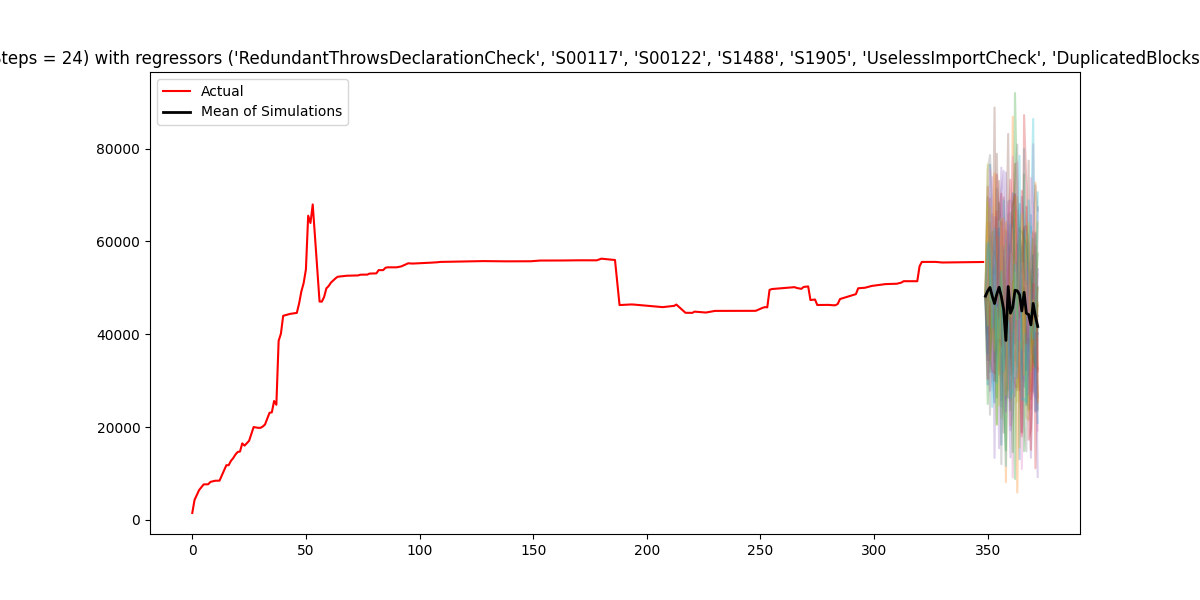 teps = 24) with regressors ('RedundantThrowsDeclarationCheck', 'S00117', 'S00122', 'S1488', 'S1905', 'UselessImportCheck', 'DuplicatedBlocks
Actual
Mean of Simulations
80000
60000
40000
20000
0
0 50 100 150 200 250 300 350